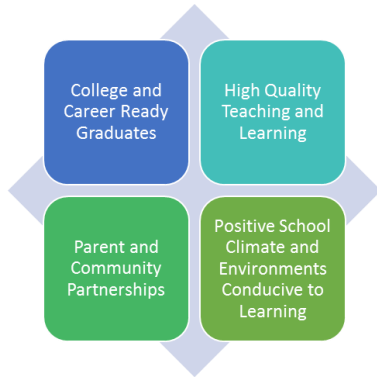 College and
Career Ready
Graduates
High Quality
Teaching and
Learning
Parent and
Community
Partnerships
Positive School
Climate and
Environments
Conducive to
Learning